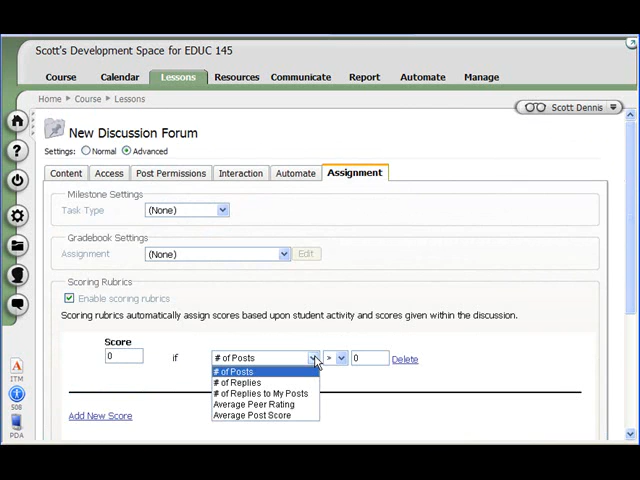 Scott's Development Space for EDUC 145
Course Calendar Lessons Resources Communicate Report Automate Manage
Home Course Lessons
Scott Dennis
New Discussion Forum
Settings: Normal Advanced
Content Access Post Permissions Interaction Automate Assignment
Milestone Settings
Task Type (None)
Gradebook Settings
Assignment (None) Edit
Scoring Rubrics
Enable scoring rubrics
Scoring rubrics automatically assign scores based upon student activity and scores given within the discussion.
Score
0 if # of Posts > 0 Delete
# of Posts
# of Replies
# of Replies to My Posts
Average Peer Rating
Average Post Score
Add New Score
ITM
508
PDA